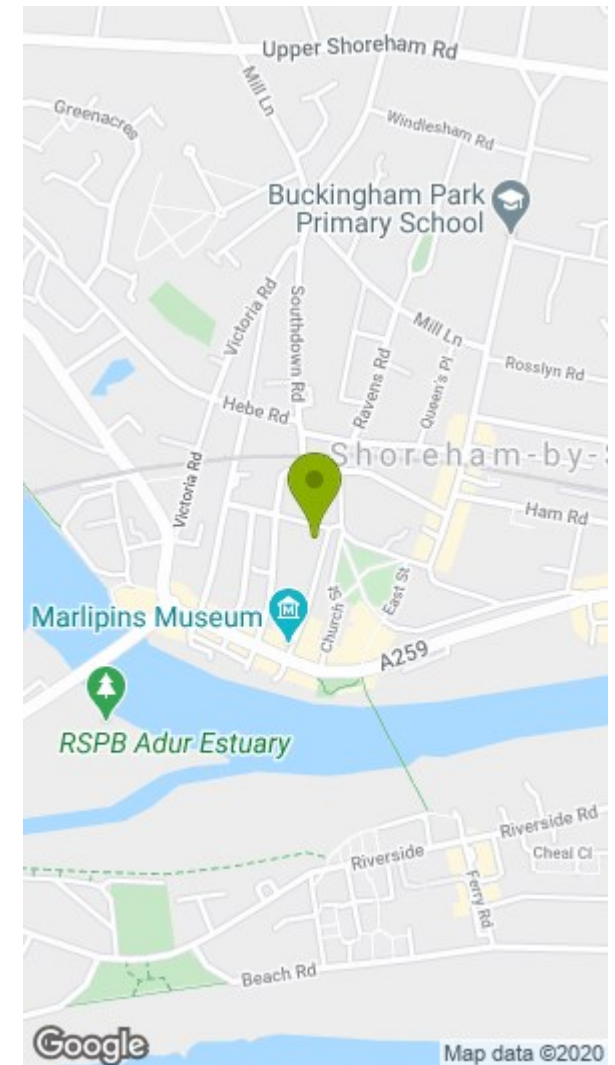 Upper Shoreham Rd
Mill Ln
Greenacres
Windlesham Rd
Buckingham Park
Primary School
Victoria Rd
Southdown Rd
Mill Ln
Ravens Rd
Queen's Pl
Rosslyn Rd
Hebe Rd
Shoreham-by-S
Victoria Rd
Ham Rd
Marlipins Museum
M
Church St
East St
A259
RSPB Adur Estuary
Riverside Rd
Riverside
Cheal Cl
Ferry Rd
Beach Rd
Google
Map data ©2020